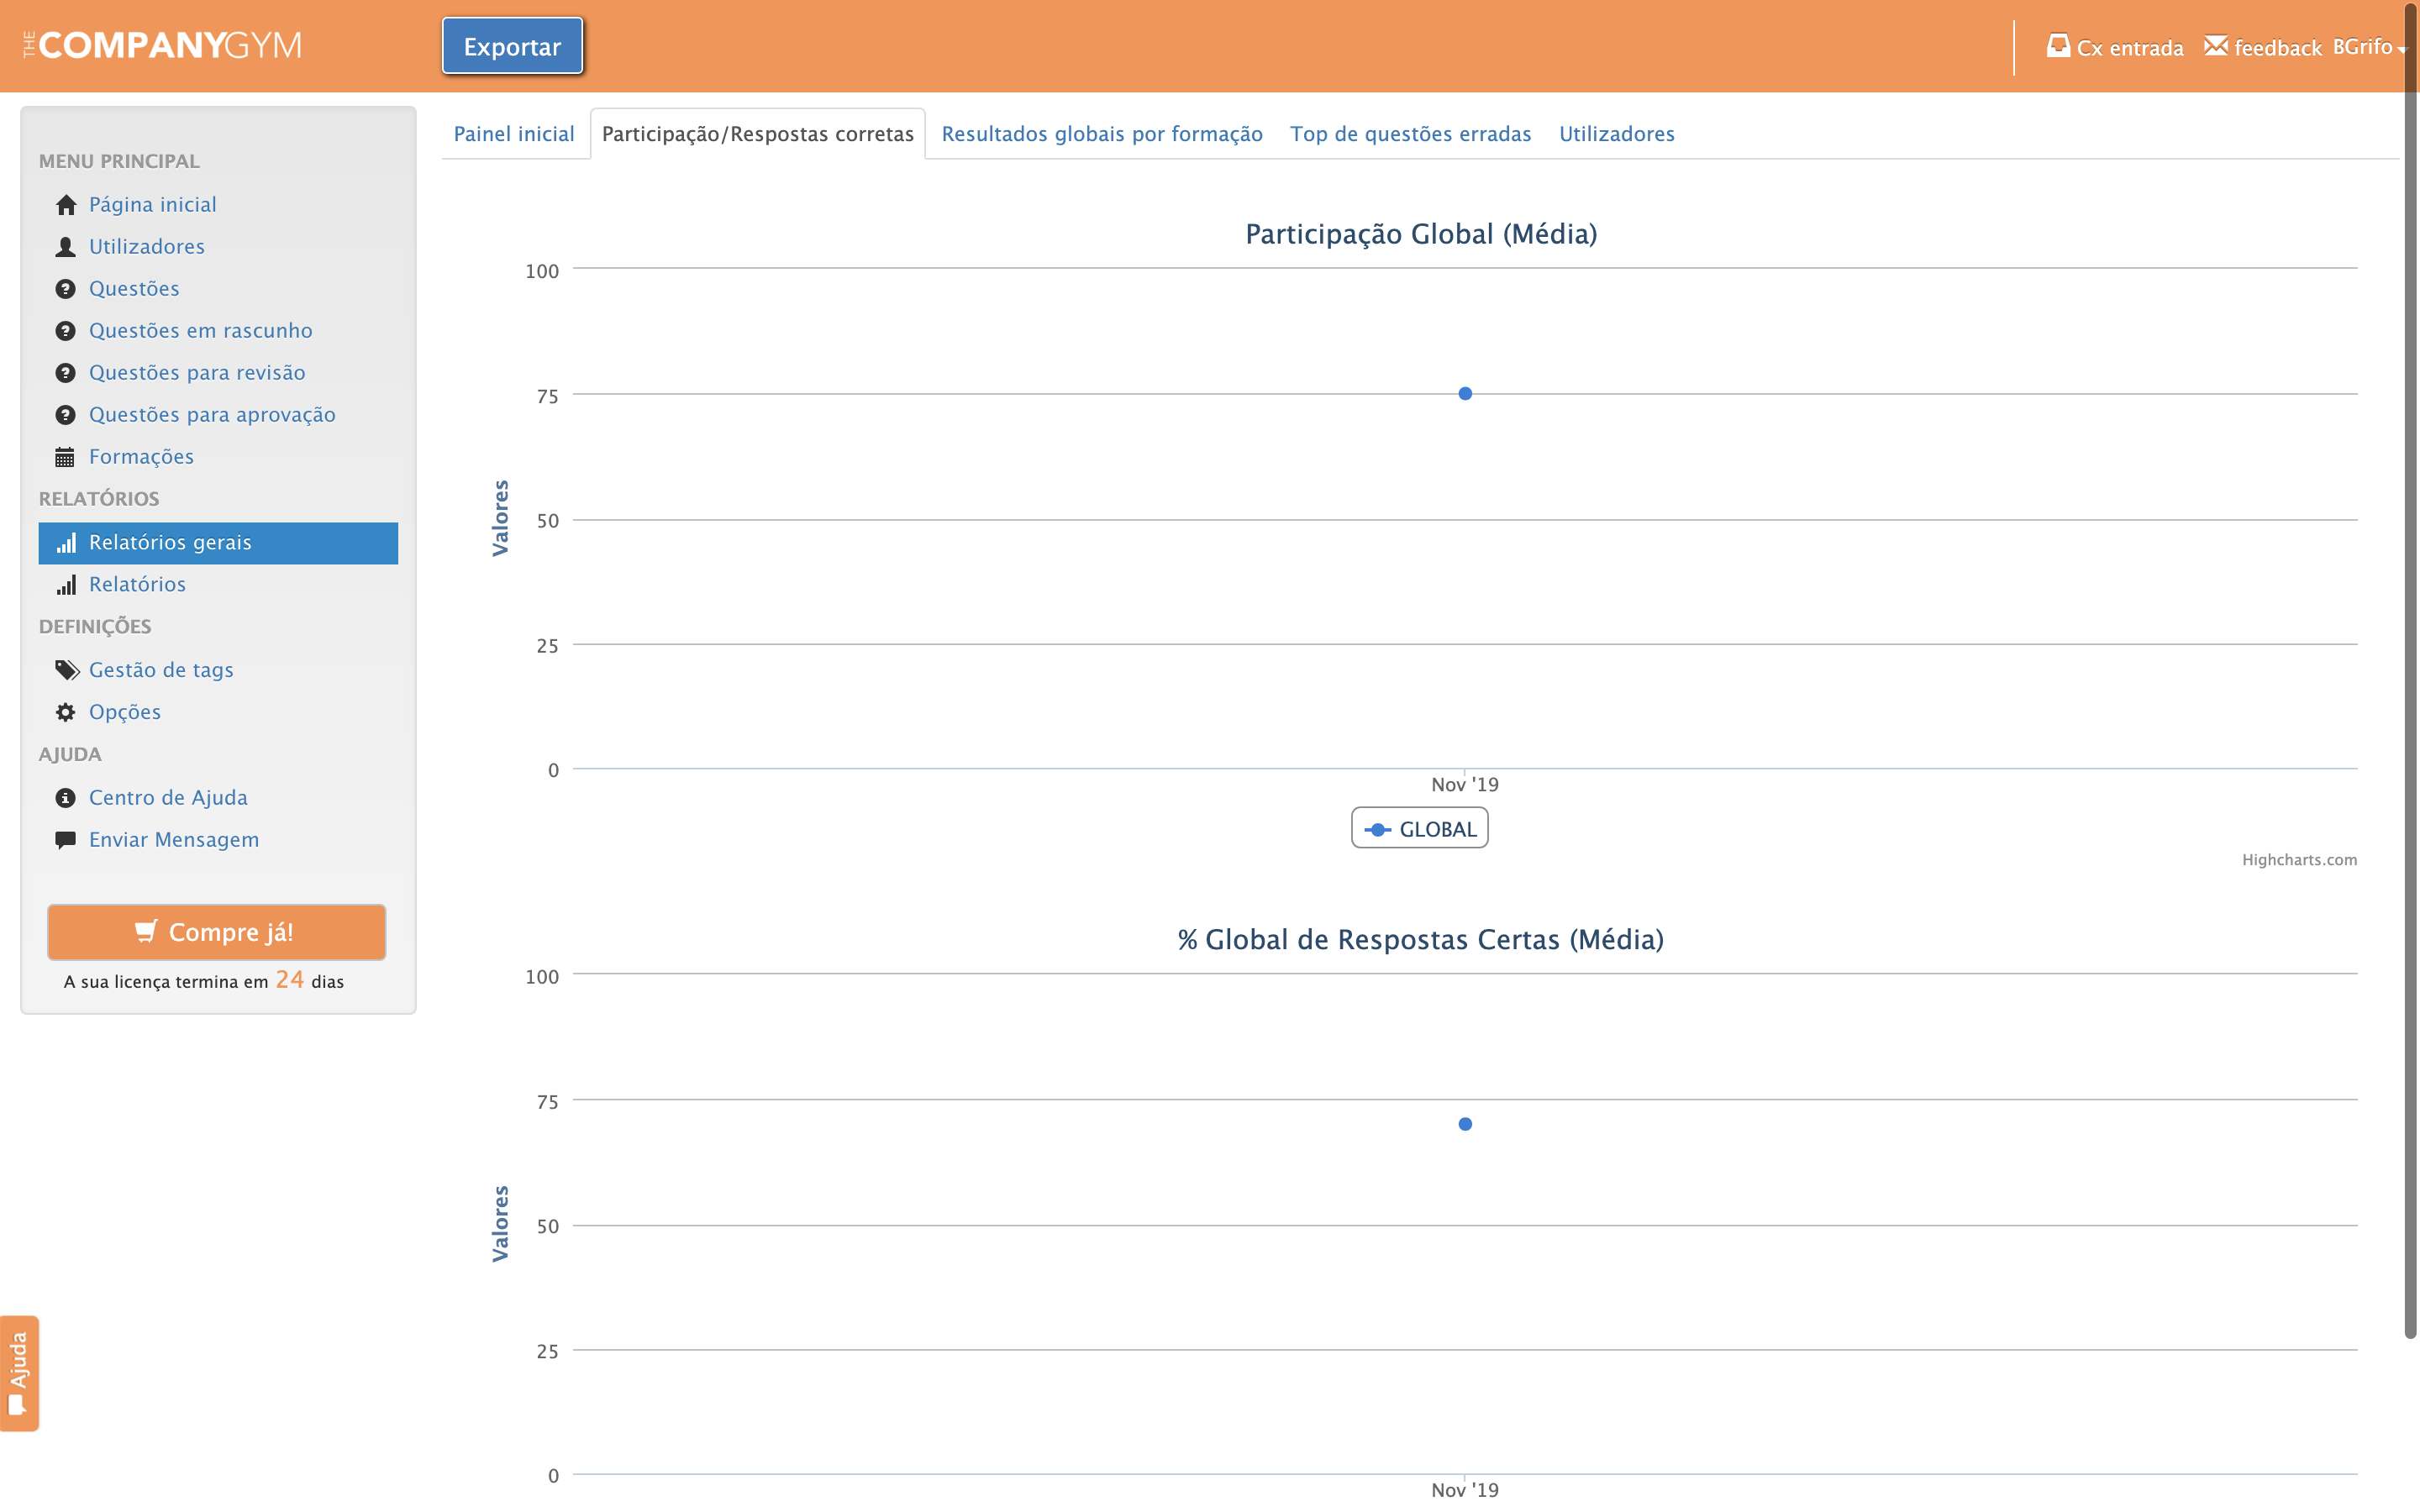 THE COMPANYGYM
Exportar
Cx entrada feedback BGrifo
MENU PRINCIPAL
Página inicial
Utilizadores
Questões
Questões em rascunho
Questões para revisão
Questões para aprovação
Formações
RELATÓRIOS
Relatórios gerais
Relatórios
DEFINIÇÕES
Gestão de tags
Opções
AJUDA
Centro de Ajuda
Enviar Mensagem
Compre já!
A sua licença termina em 24 dias
Ajuda
Painel inicial Participação/Respostas corretas Resultados globais por formação Top de questões erradas Utilizadores
Participação Global (Média)
Valores
100
75
50
25
0
Nov '19
GLOBAL
Highcharts.com
% Global de Respostas Certas (Média)
Valores
100
75
50
25
0
Nov '19